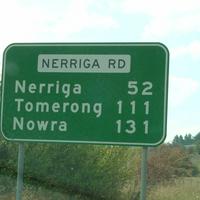 NERRIGA RD
Nerriga 52
Tomerong 111
Nowra 131